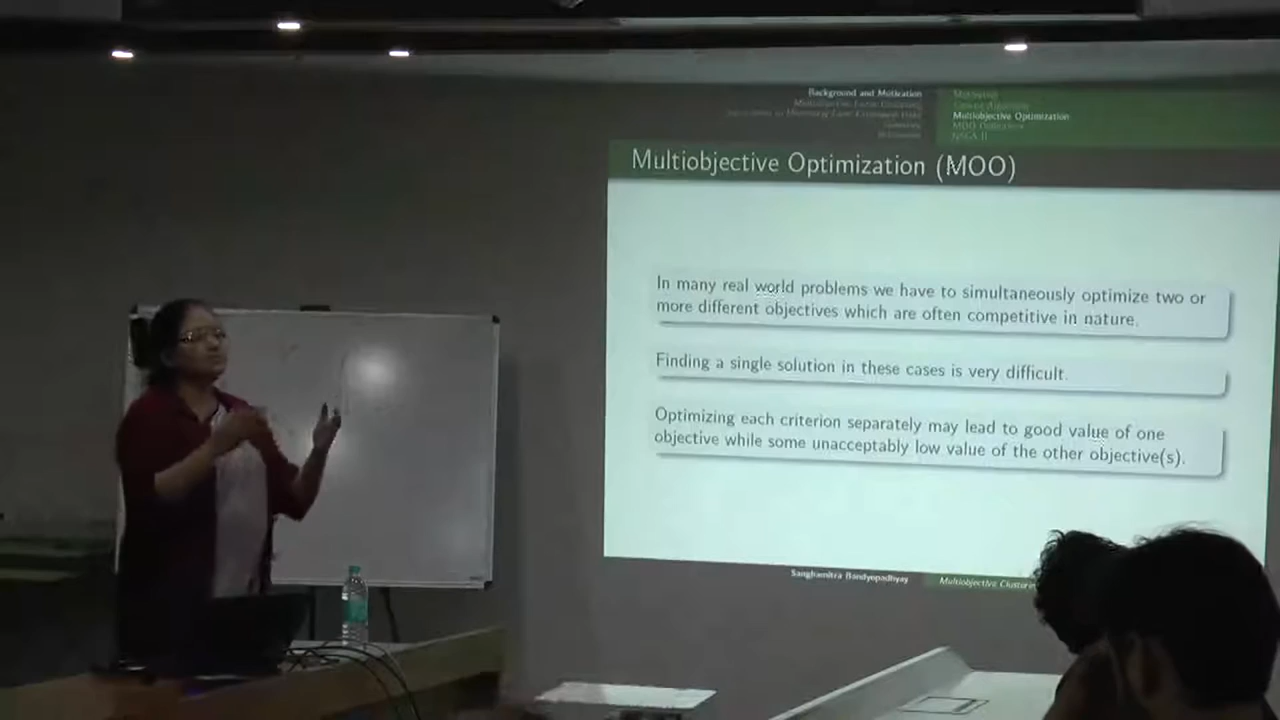 Background and Motivation
Multiobjective Optimization
NSGA II
Multiobjective Optimization (MOO)
In many real world problems we have to simultaneously optimize two or
more different objectives which are often competitive in nature.
Finding a single solution in these cases is very difficult.
Optimizing each criterion separately may lead to good value of one
objective while some unacceptably low value of the other objective(s).
Sanghamitra Bandyopadhyay
Multiobjective Clustering